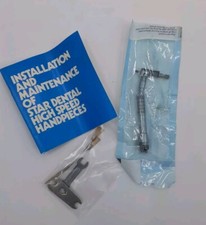 INSTALLATION
AND
MAINTENANCE
OF
STAR DENTAL
HIGH SPEED
HANDPIECES